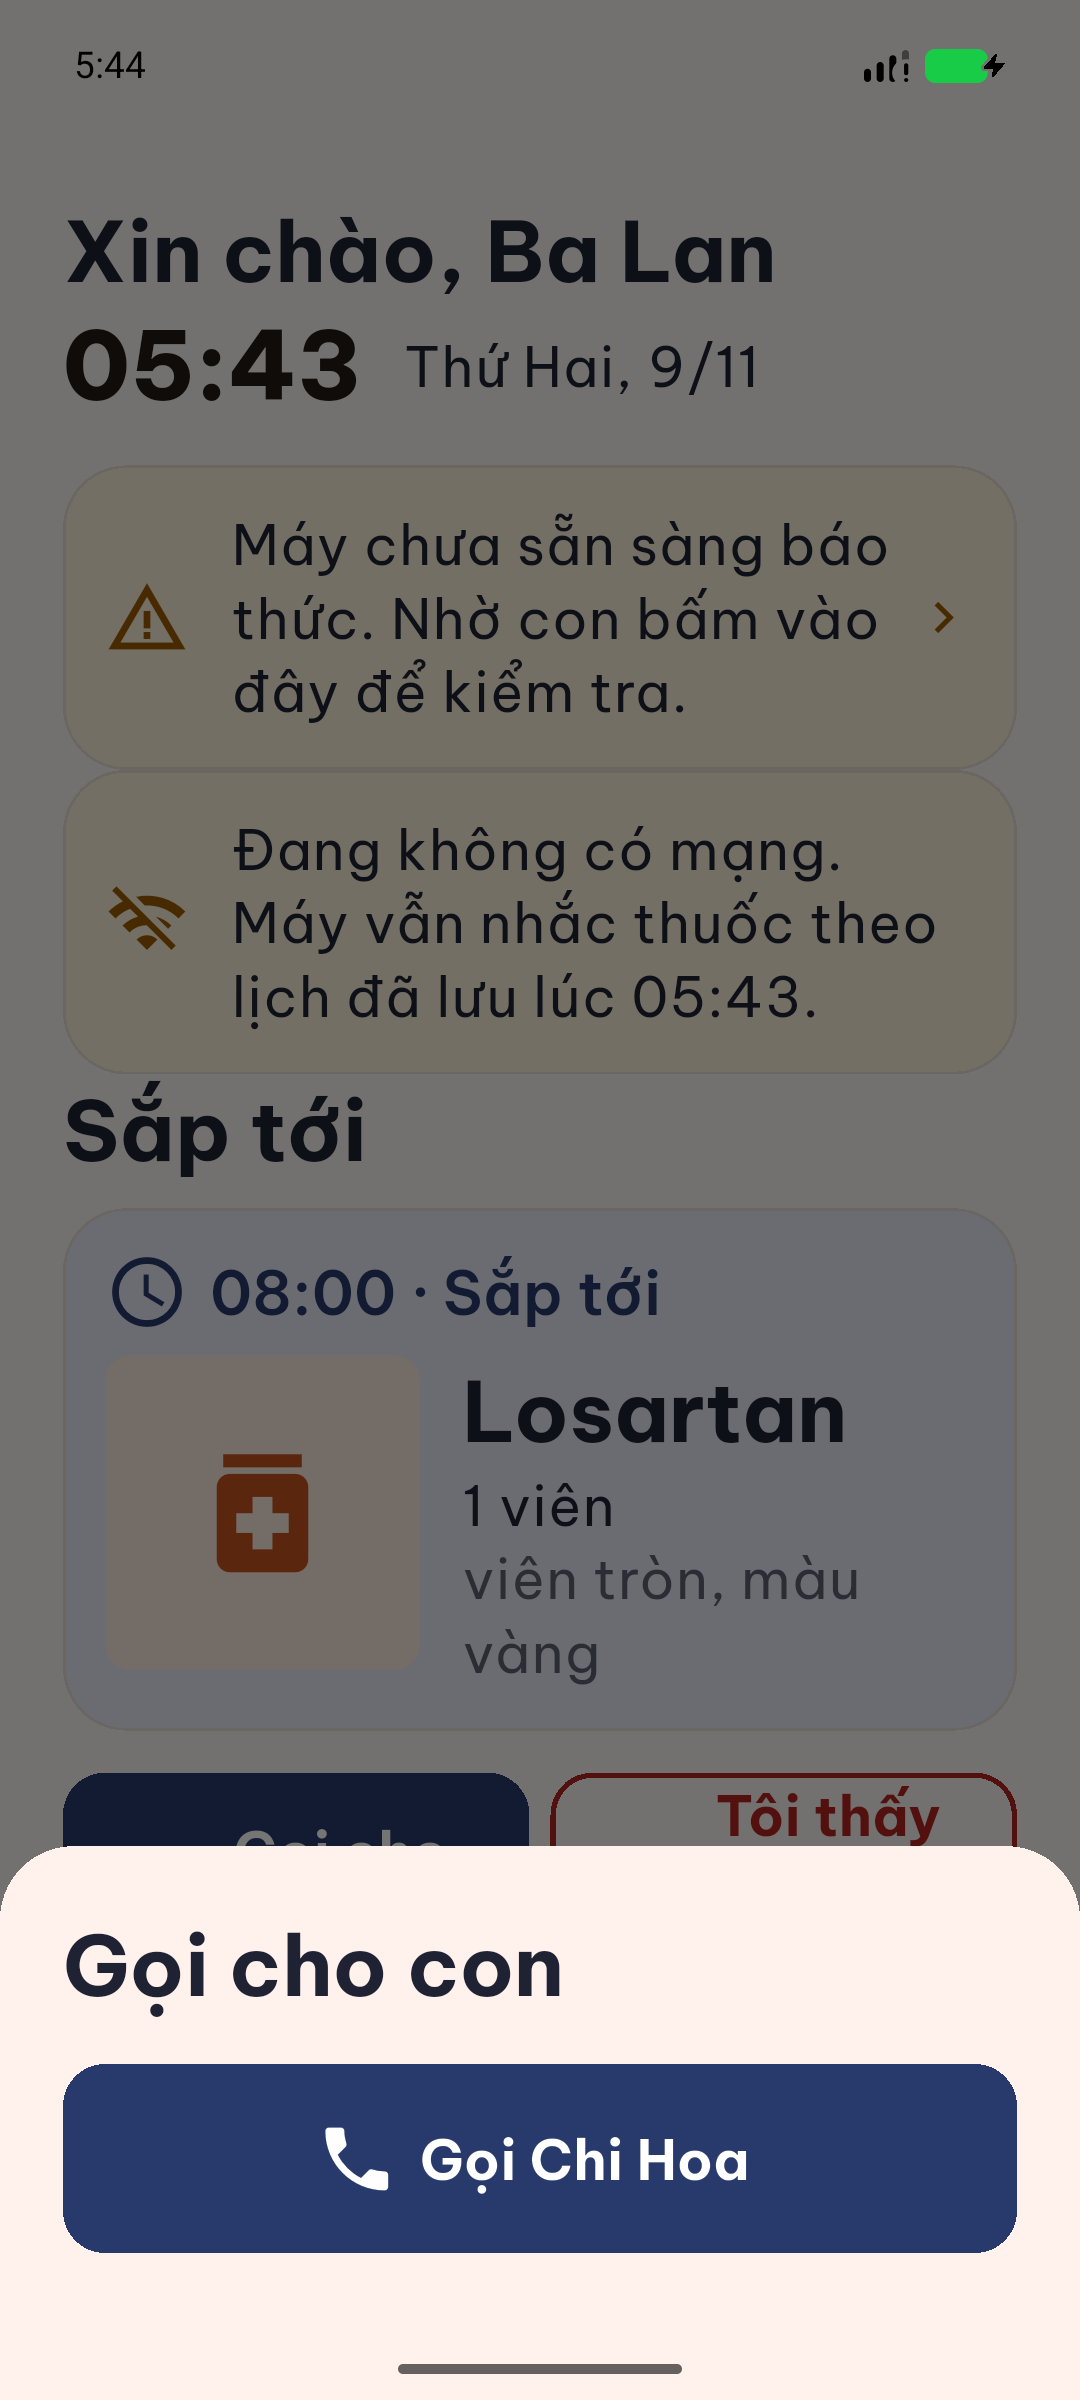 5:44
Xin chào, Ba Lan
05:43 Thứ Hai, 9/11
Máy chưa sẵn sàng báo
thức. Nhờ con bấm vào
đây để kiểm tra.
Đang không có mạng.
Máy vẫn nhắc thuốc theo
lịch đã lưu lúc 05:43.
Sắp tới
08:00 · Sắp tới
Losartan
1 viên
viên tròn, màu
vàng
Gọi cho
Tôi thấy
Gọi cho con
Gọi Chi Hoa